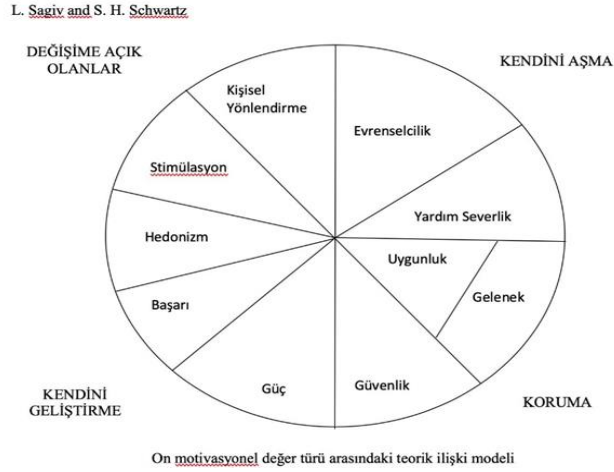 L. Sagiv and S. H. Schwartz
DEĞİŞİME AÇIK
OLANLAR
KENDİNİ AŞMA
Kişisel
Yönlendirme
Evrenselcilik
Stimülasyon
Yardım Severlik
Hedonizm
Uygunluk
Gelenek
Başarı
Güç
Güvenlik
KENDİNİ
GELİŞTİRME
KORUMA
On motivasyonel değer türü arasındaki teorik ilişki modeli